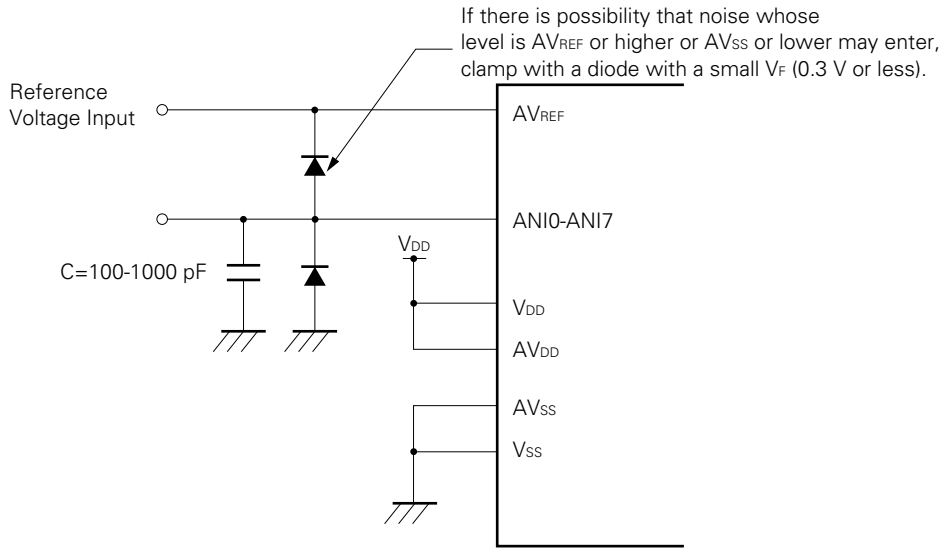 If there is possibility that noise whose
level is AVREF or higher or AVSS or lower may enter,
clamp with a diode with a small VF (0.3 V or less).
Reference
Voltage Input
AVREF
ANI0-ANI7
VDD
C=100-1000 pF
VDD
AVDD
AVSS
VSS